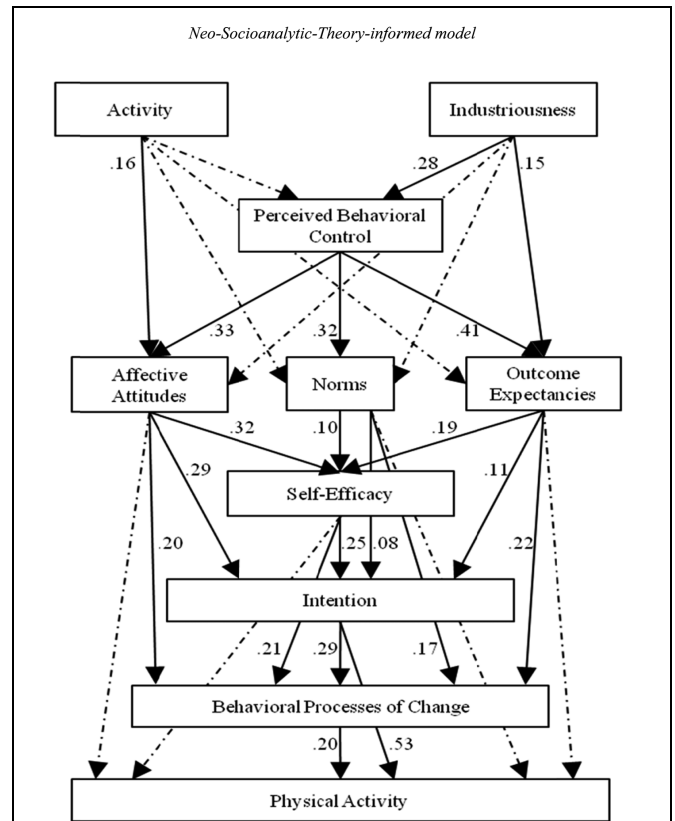 Neo-Socioanalytic-Theory-informed model
Activity
Industriousness
.16
.28
.15
Perceived Behavioral
Control
.33
.32
.41
Affective
Attitudes
Norms
Outcome
Expectancies
.32
.10
.19
.29
.11
Self-Efficacy
.20
.25
.08
.22
Intention
.21
.29
.17
Behavioral Processes of Change
.20
.53
Physical Activity